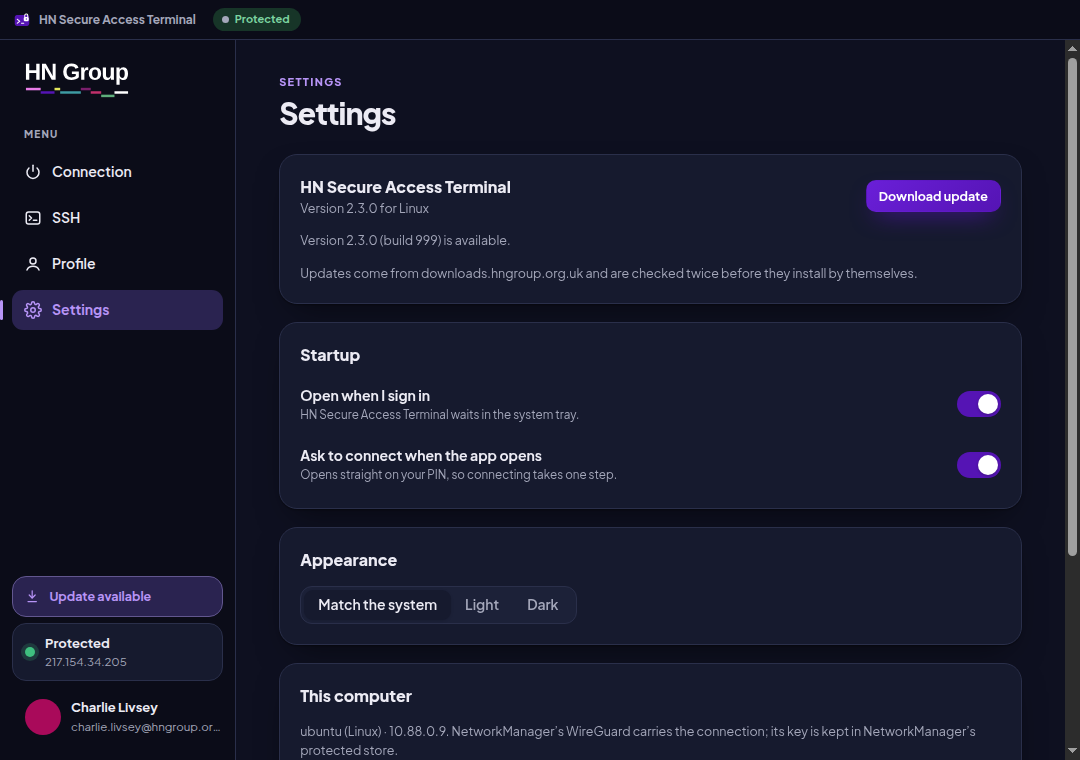 HN Secure Access Terminal
Protected
HN Group
MENU
Connection
SSH
Profile
Settings
Update available
Protected
217.154.34.205
Charlie Livsey
charlie.livsey@hngroup.or...
SETTINGS
Settings
HN Secure Access Terminal
Version 2.3.0 for Linux
Download update
Version 2.3.0 (build 999) is available.
Updates come from downloads.hngroup.org.uk and are checked twice before they install by themselves.
Startup
Open when I sign in
HN Secure Access Terminal waits in the system tray.
Ask to connect when the app opens
Opens straight on your PIN, so connecting takes one step.
Appearance
Match the system
Light
Dark
This computer
ubuntu (Linux) · 10.88.0.9. NetworkManager's WireGuard carries the connection; its key is kept in NetworkManager's
protected store.